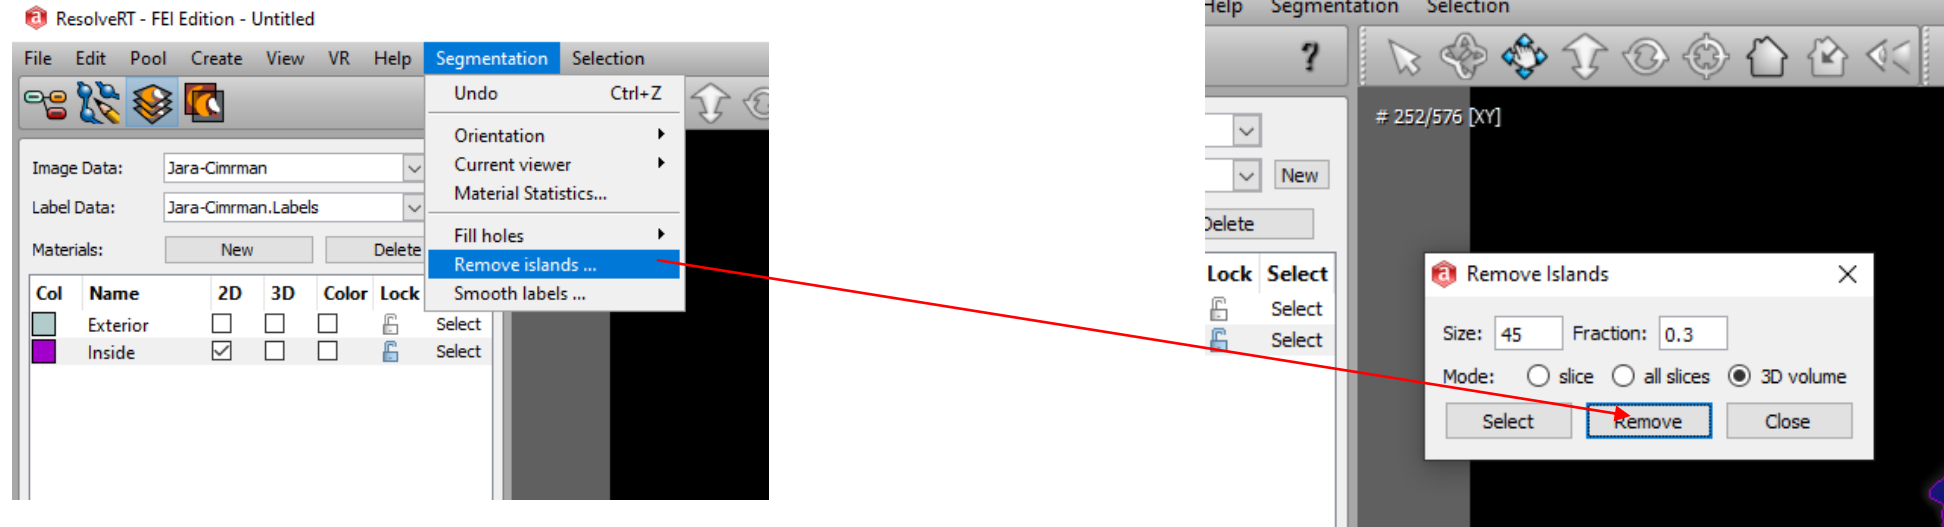 ResolveRT - FEI Edition - Untitled
File Edit Pool Create View VR Help Segmentation Selection
Undo Ctrl+Z
Orientation
Current viewer
Material Statistics...
Fill holes
Remove islands ...
Smooth labels ...
Image Data: Jara-Cimrman
Label Data: Jara-Cimrman.Labels
Materials: New Delete
Col Name 2D 3D Color Lock
Exterior Select
Inside Select
Help Segmentation Selection
?
# 252/576 [XY]
New
Delete
Lock Select
Select
Select
Remove Islands
Size: 45 Fraction: 0.3
Mode: slice all slices 3D volume
Select Remove Close